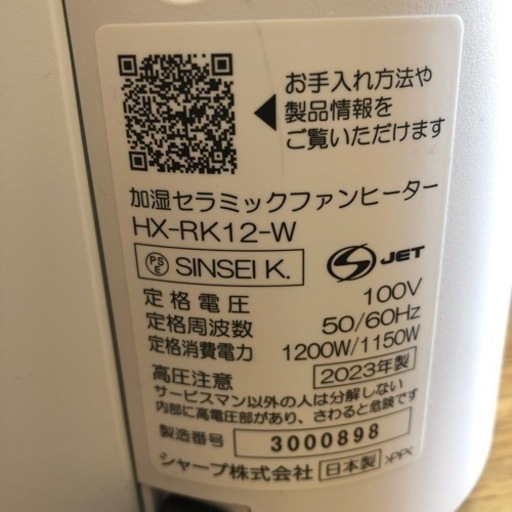 お手入れ方法や
製品情報を
ご覧いただけます
加湿セラミックファンヒーター
HX-RK12-W
PSE SINSEI K. S JET
定格電圧 100V
定格周波数 50/60Hz
定格消費電力 1200W/1150W
高圧注意 2023年製
サービスマン以外の人は分解しない
内部に高電圧部があり、さわると危険です
製造番号 3000898
シャープ株式会社 日本製 >PP<